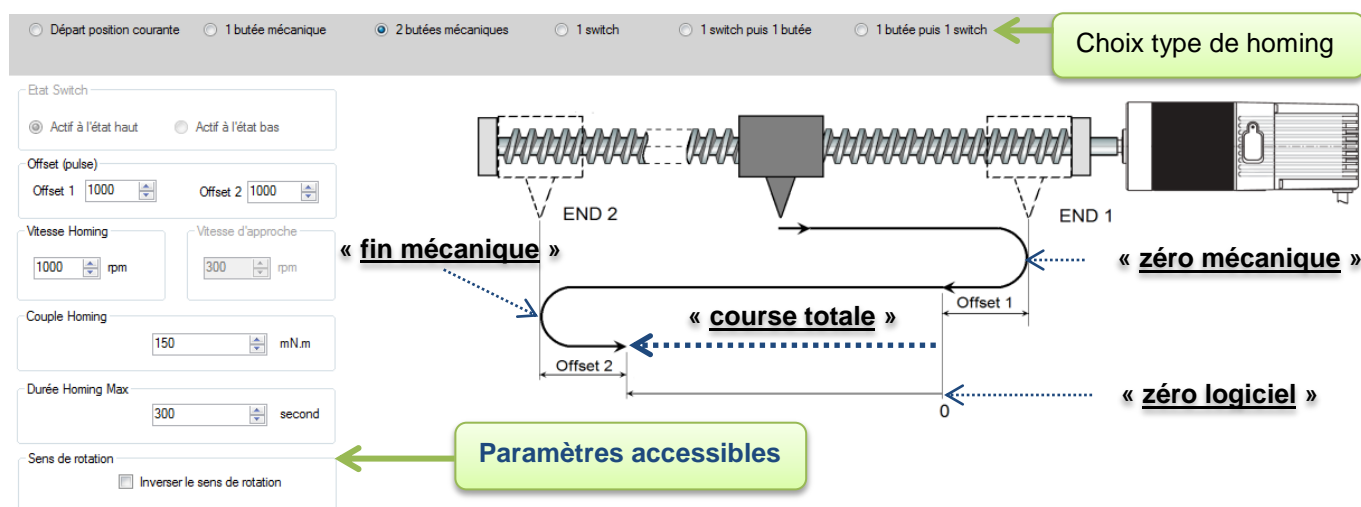 Départ position courante 1 butée mécanique 2 butées mécaniques 1 switch 1 switch puis 1 butée 1 butée puis 1 switch
Choix type de homing
Etat Switch
Actif à l'état haut Actif à l'état bas
Offset (pulse)
Offset 1 1000 Offset 2 1000
END 2
END 1
Vitesse Homing
Vitesse d'approche
1000 rpm
300 rpm
« fin mécanique »
« zéro mécanique »
Offset 1
Couple Homing
150 mN.m
« course totale »
Offset 2
Durée Homing Max
300 second
« zéro logiciel »
0
Paramètres accessibles
Sens de rotation
Inverser le sens de rotation